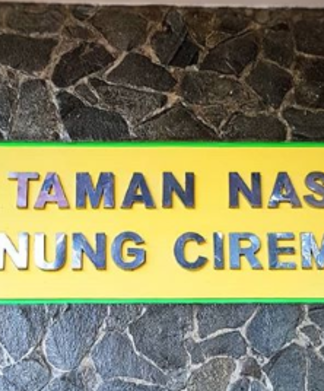 TAMAN NAS
NUNG CIREM